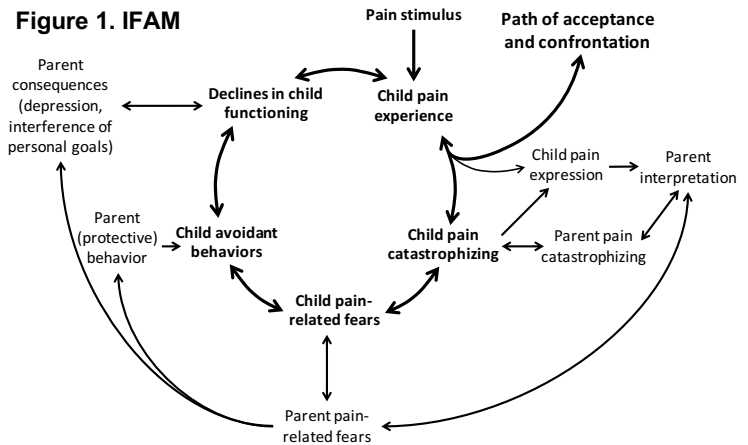 Figure 1. IFAM
Pain stimulus
Path of acceptance
and confrontation
Parent
consequences
(depression,
interference of
personal goals)
Declines in child
functioning
Child pain
experience
Child pain
expression
Parent
interpretation
Parent
(protective)
behavior
Child avoidant
behaviors
Child pain
catastrophizing
Parent pain
catastrophizing
Child pain-
related fears
Parent pain-
related fears